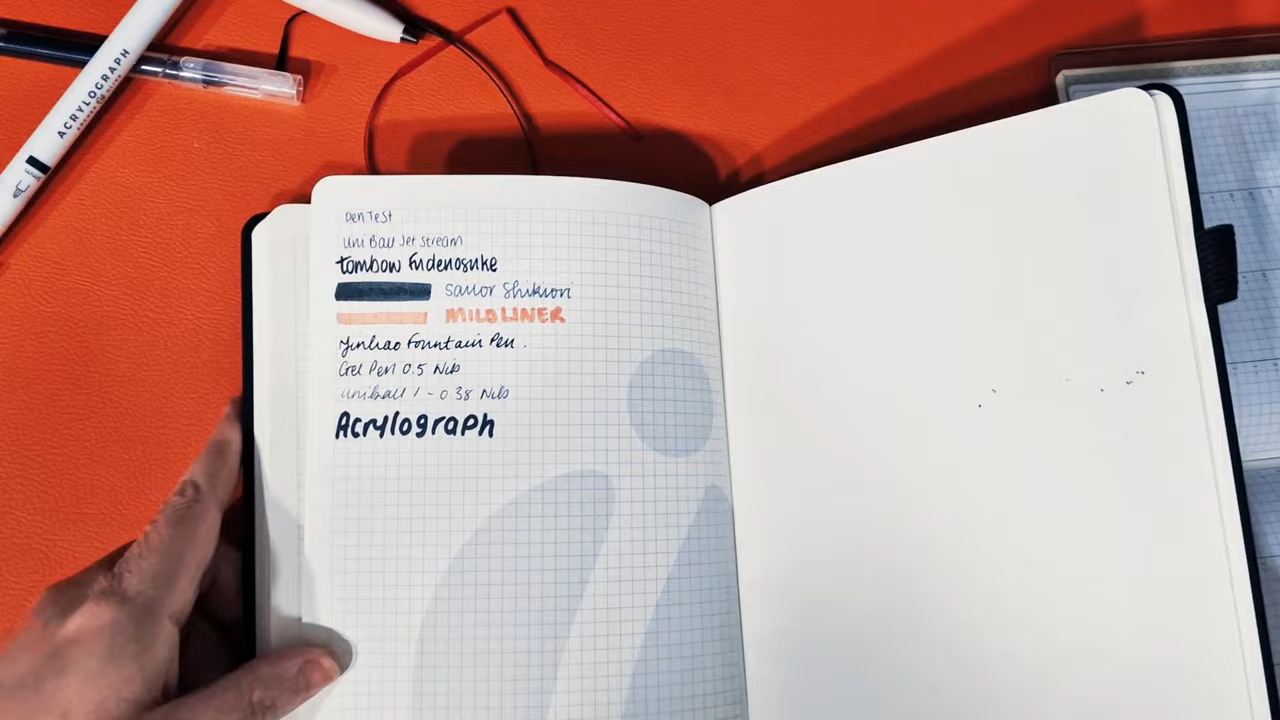 ACRYLOGRAPH
Pen Test
Uni Ball Jet stream
tombow Fudenosuke
Sailor Shikiori
MILDLINER
Jinhao Fountain Pen .
Gel Pen 0.5 Nib
Uniball 1 - 0.38 Nib
Acrylograph